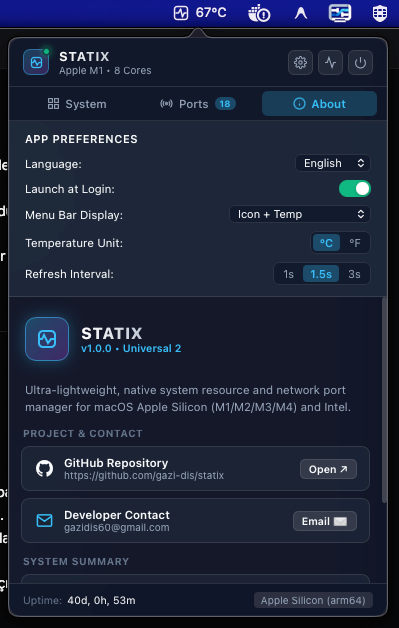 67°C
STATIX
Apple M1 • 8 Cores
System
Ports 18
About
APP PREFERENCES
Language: English
Launch at Login:
Menu Bar Display: Icon + Temp
Temperature Unit: °C °F
Refresh Interval: 1s 1.5s 3s
STATIX
v1.0.0 • Universal 2
Ultra-lightweight, native system resource and network port
manager for macOS Apple Silicon (M1/M2/M3/M4) and Intel.
PROJECT & CONTACT
GitHub Repository
https://github.com/gazi-dis/statix
Open ↗
Developer Contact
gazidis60@gmail.com
Email ✉️
SYSTEM SUMMARY
Uptime: 40d, 0h, 53m
Apple Silicon (arm64)